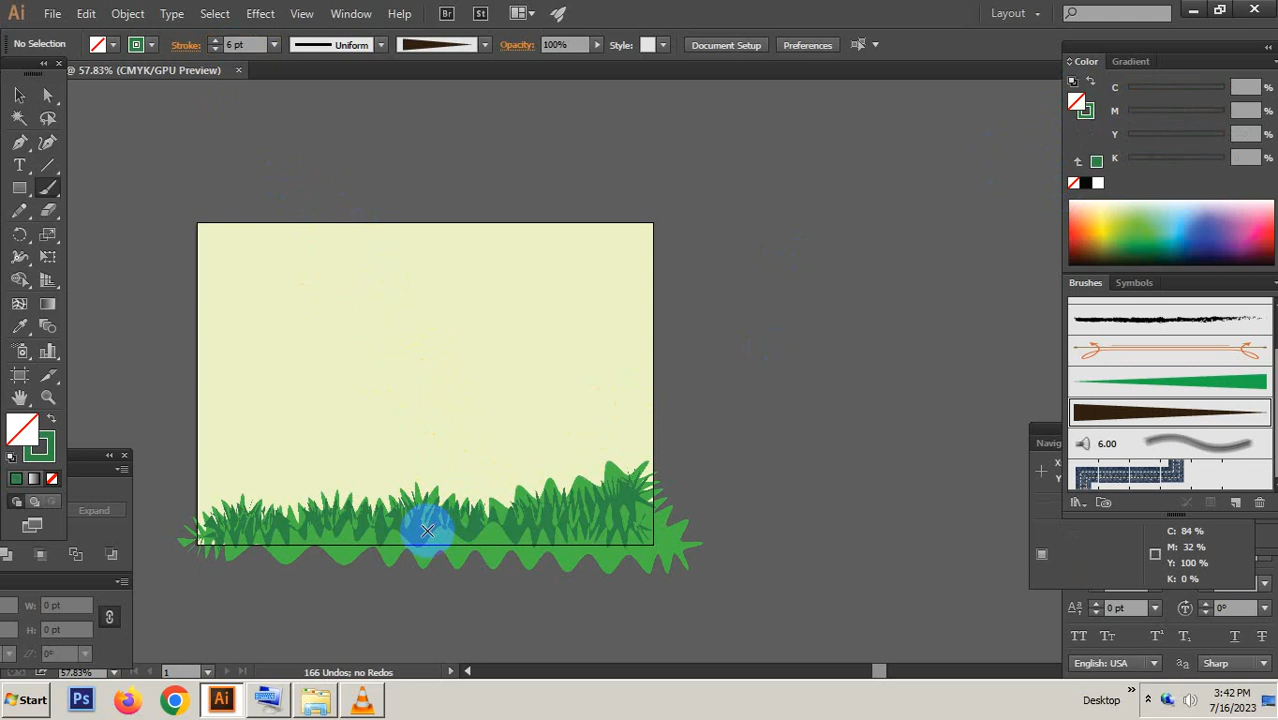 Ai File Edit Object Type Select Effect View Window Help Br St Layout
No Selection Stroke: 6 pt Uniform Opacity: 100% Style: Document Setup Preferences
@ 57.83% (CMYK/GPU Preview) ×
Color Gradient
C %
M %
Y %
K %
Brushes Symbols
6.00
Navig
X
Y
Expand
C: 84 %
M: 32 %
Y: 100 %
K: 0 %
W: 0 pt
H: 0 pt
0°
0 pt 0°
English: USA Sharp
57.83% 1 166 Undos; no Redos
Start Ps Ai Desktop » 3:42 PM
7/16/2023